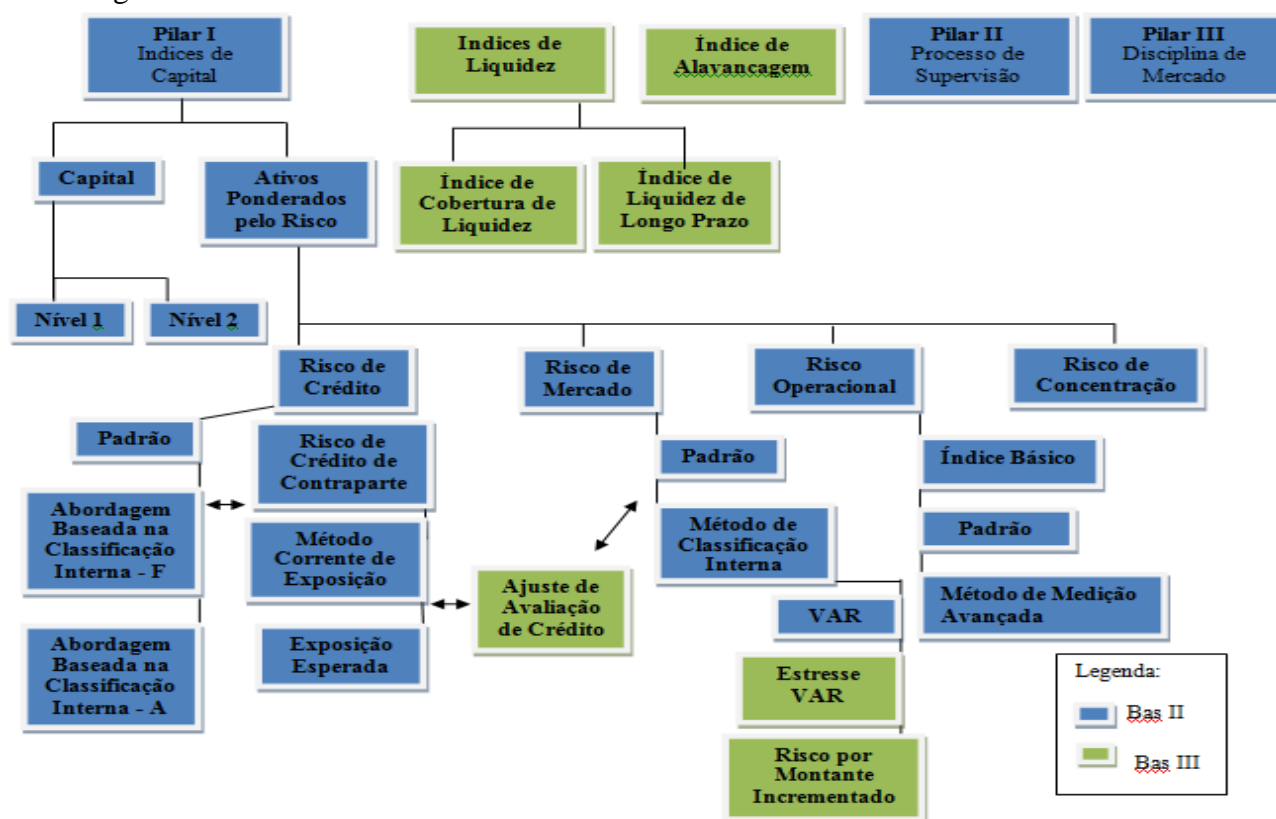 Pilar I
Indices de
Capital
Indices de
Liquidez
Índice de
Alavancagem
Pilar II
Processo de
Supervisão
Pilar III
Disciplina de
Mercado
Capital
Ativos
Ponderados
pelo Risco
Índice de
Cobertura de
Liquidez
Índice de
Liquidez de
Longo Prazo
Nível 1
Nível 2
Risco de
Crédito
Risco de
Mercado
Risco
Operacional
Risco de
Concentração
Padrão
Abordagem
Baseada na
Classificação
Interna - F
Abordagem
Baseada na
Classificação
Interna - A
Risco de
Crédito de
Contraparte
Método
Corrente de
Exposição
Exposição
Esperada
Ajuste de
Avaliação
de Crédito
Padrão
Método de
Classificação
Interna
VAR
Estresse
VAR
Risco por
Montante
Incrementado
Índice Básico
Padrão
Método de Medição
Avançada
Legenda:
Bas II
Bas III